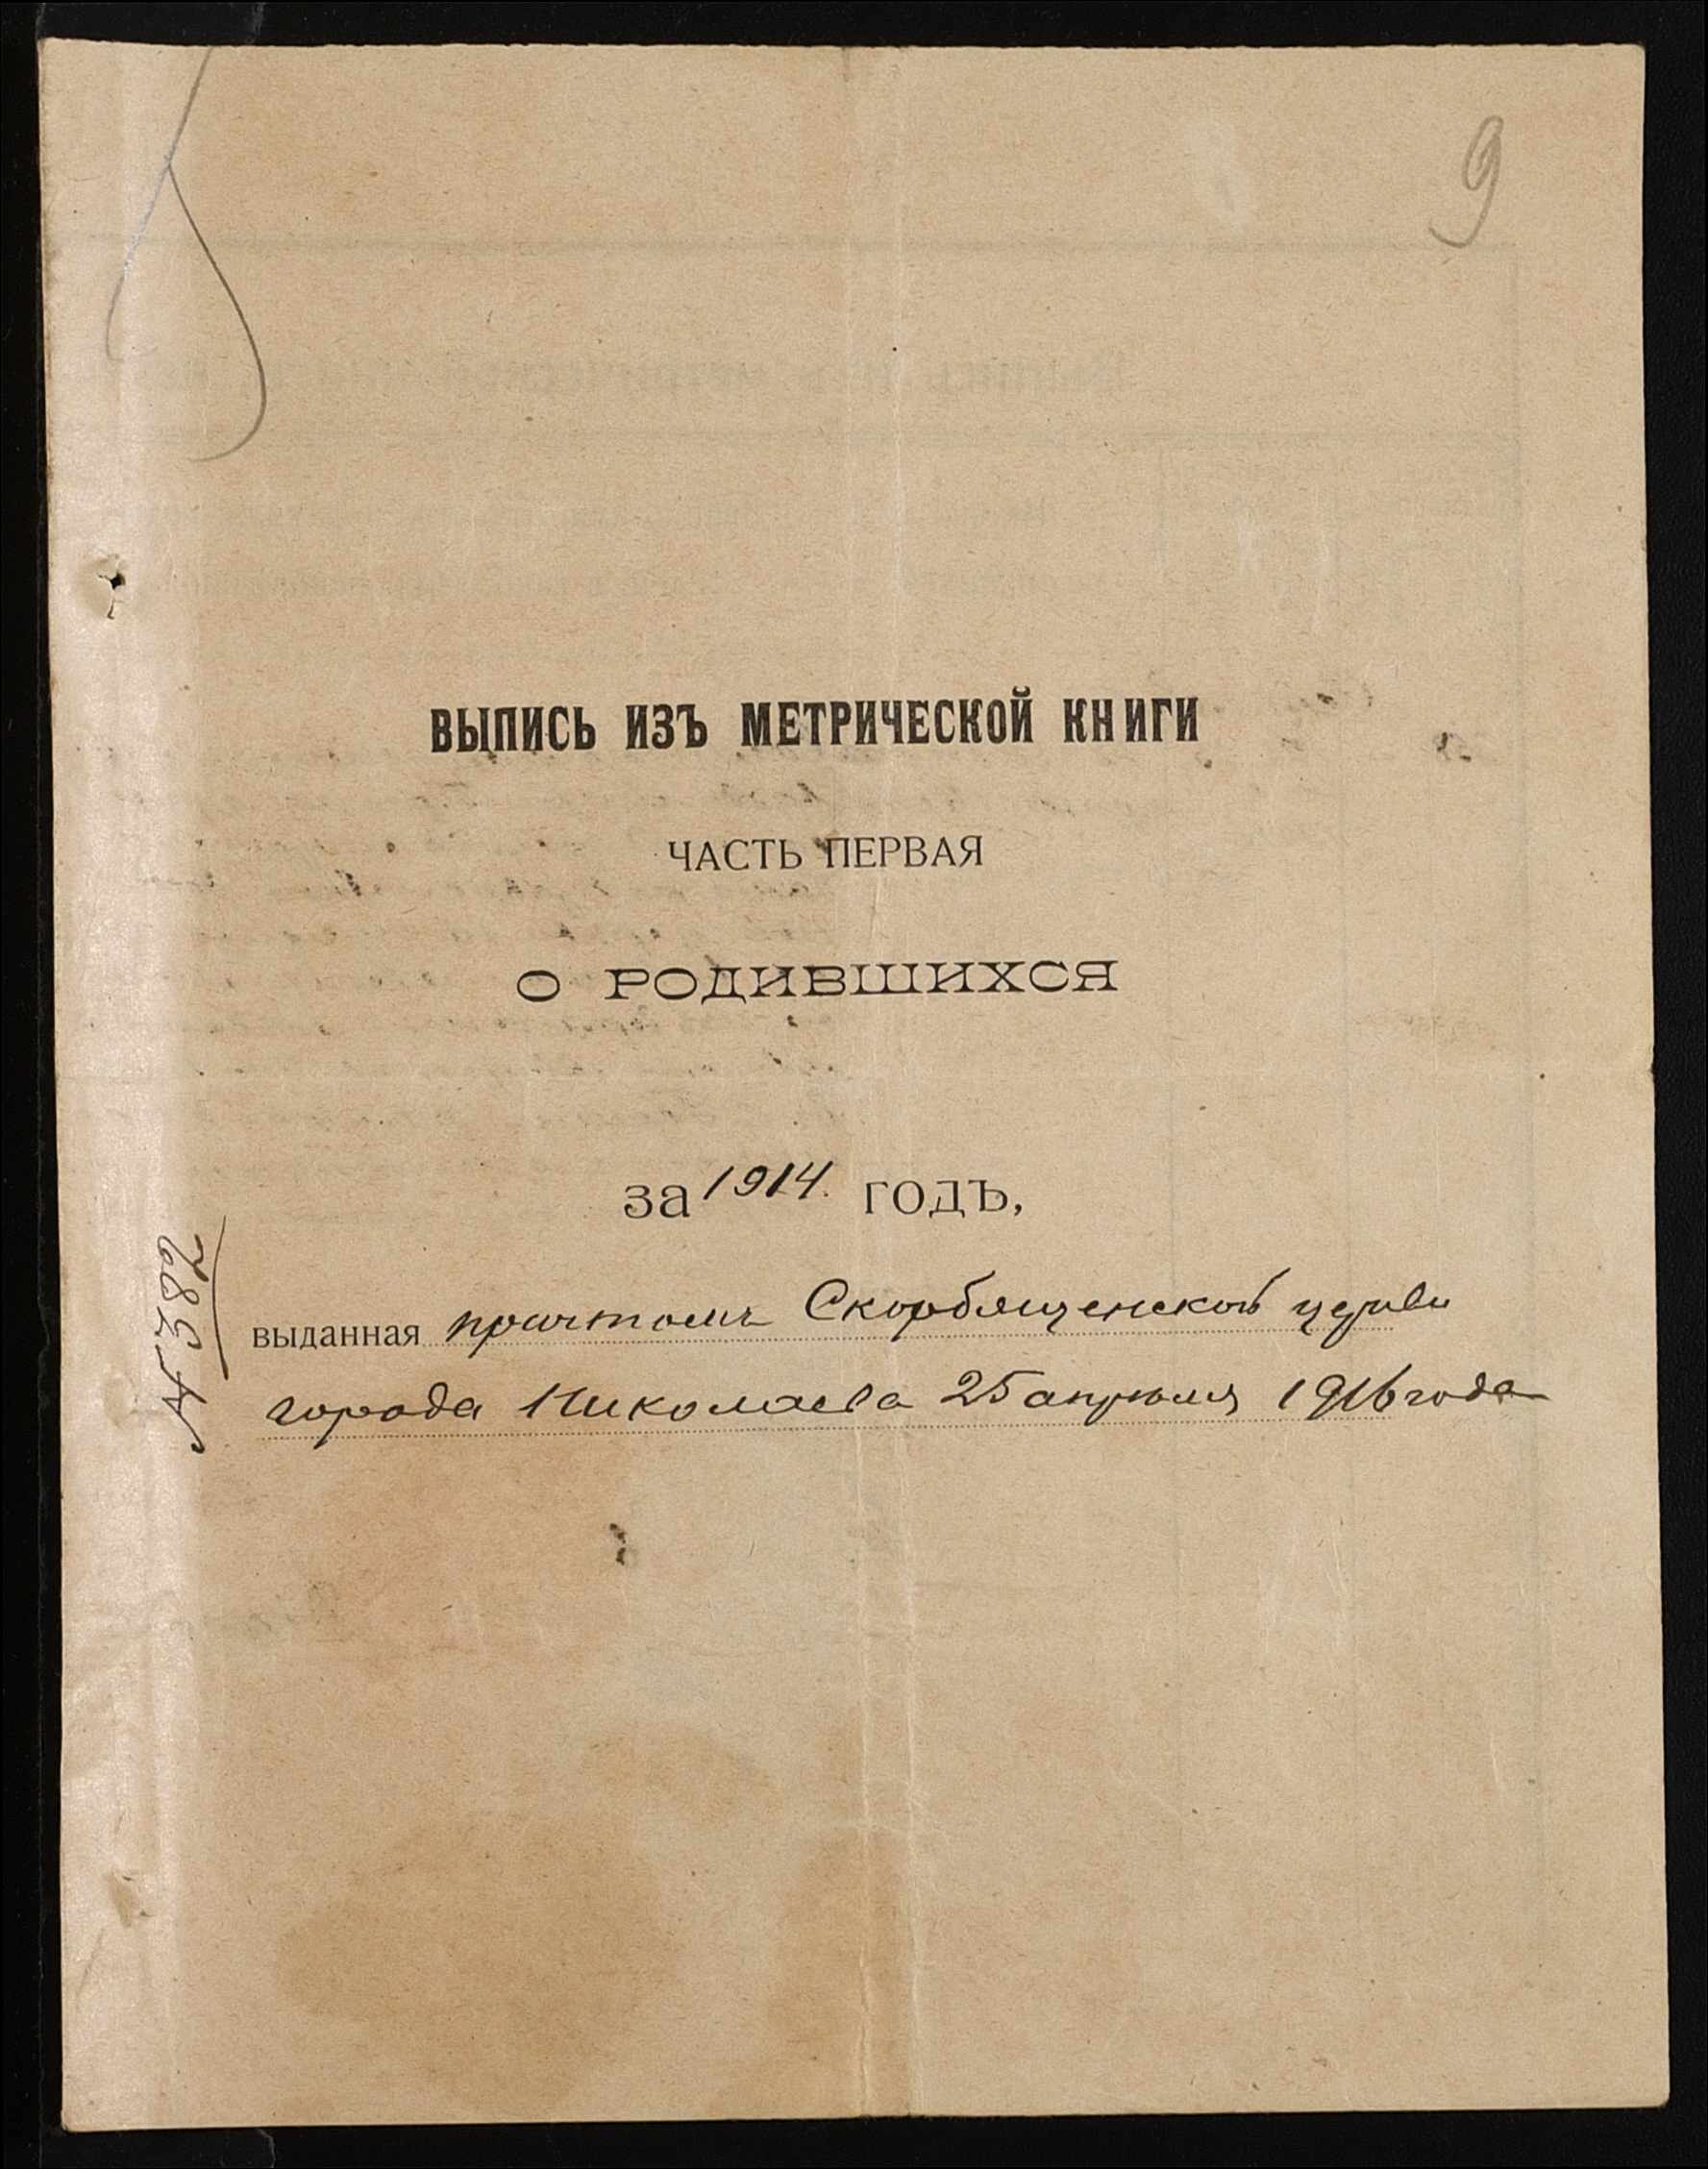 9
ВЫПИСЬ ИЗЪ МЕТРИЧЕСКОЙ КНИГИ
ЧАСТЬ ПЕРВАЯ
О РОДИВШИХСЯ
за 1914. годъ,
№ 382
выданная причтомъ Скорбященской церкви
города Николаева 25 апрѣля 1916 года